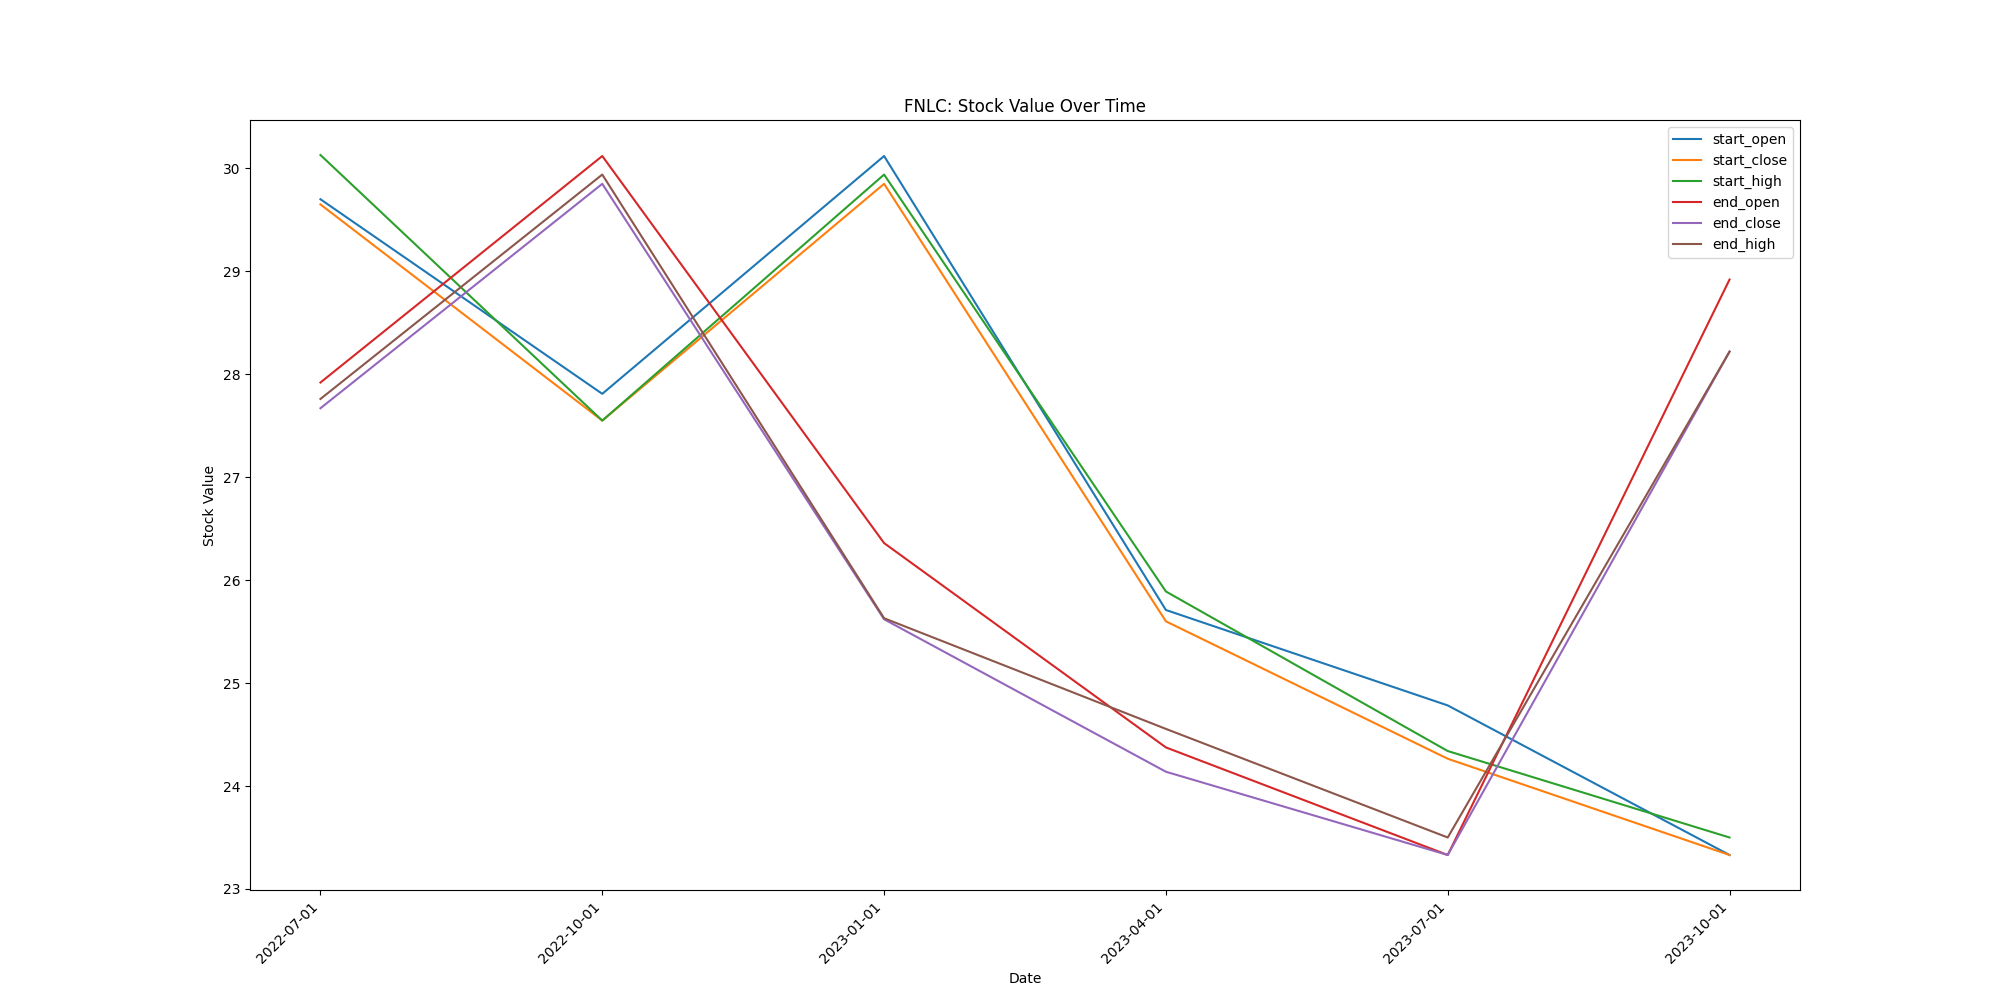 FNLC: Stock Value Over Time
start_open
start_close
start_high
end_open
end_close
end_high
Stock Value
30
29
28
27
26
25
24
23
2022-07-01
2022-10-01
2023-01-01
2023-04-01
2023-07-01
2023-10-01
Date